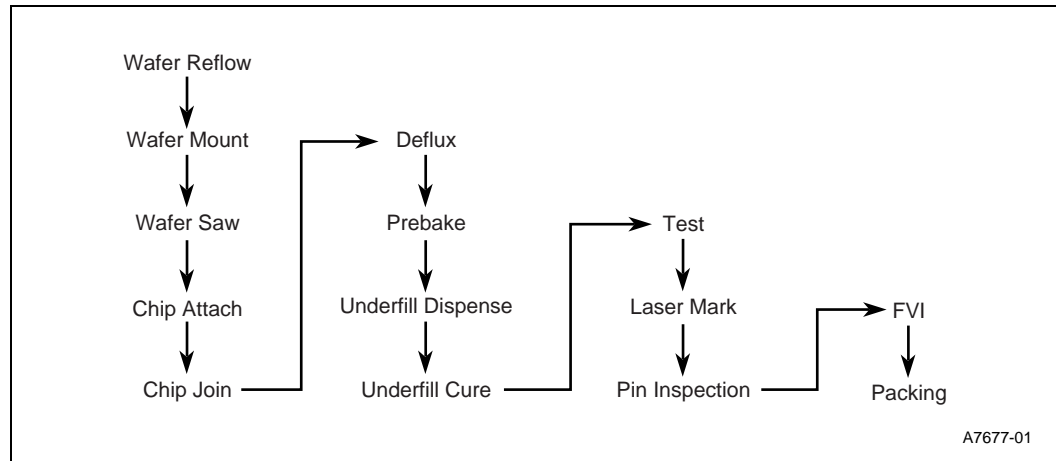 Wafer Reflow
Wafer Mount
Wafer Saw
Chip Attach
Chip Join
Deflux
Prebake
Underfill Dispense
Underfill Cure
Test
Laser Mark
Pin Inspection
FVI
Packing
A7677-01